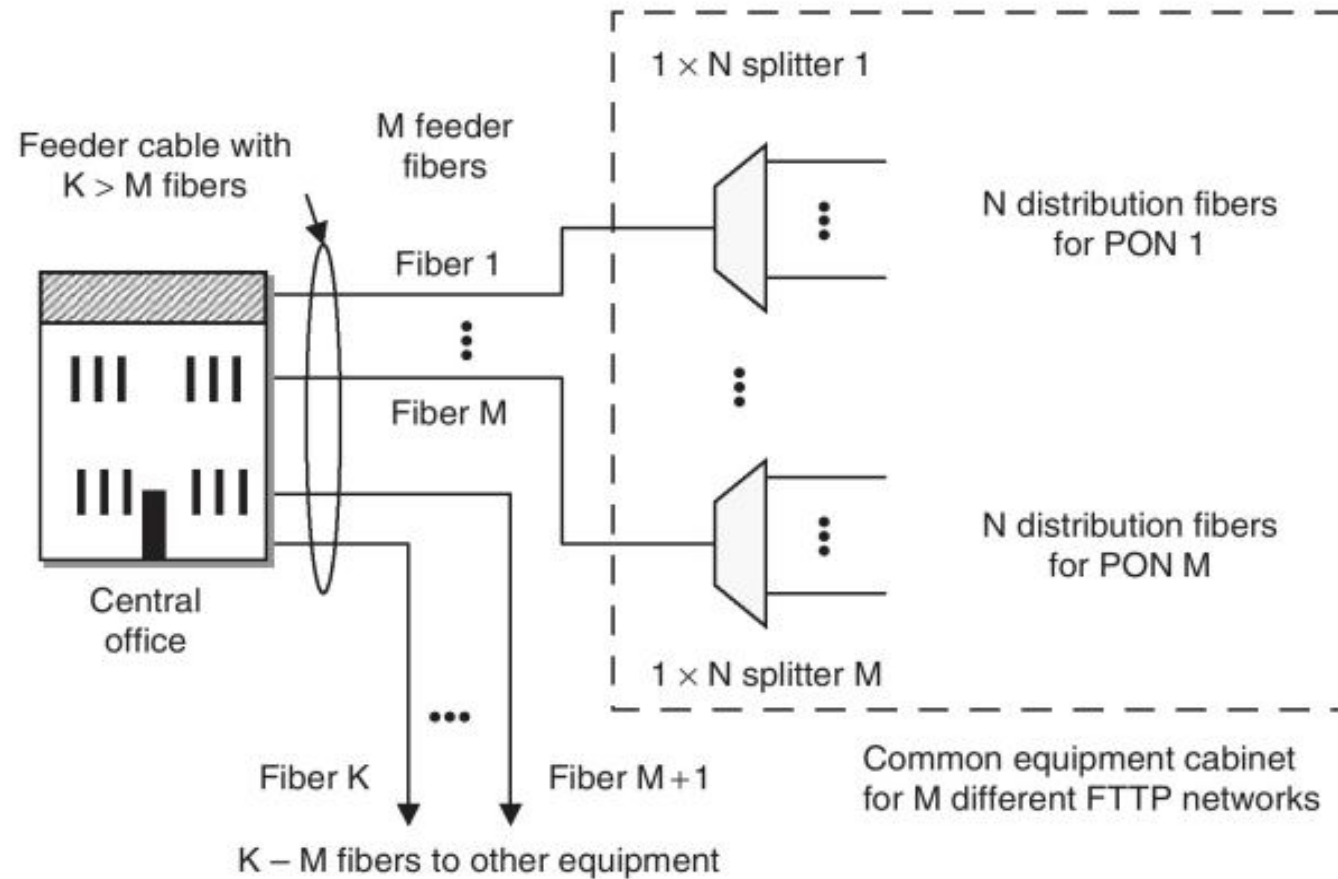 1 × N splitter 1
Feeder cable with
K > M fibers
M feeder
fibers
N distribution fibers
for PON 1
Fiber 1
Fiber M
N distribution fibers
for PON M
Central
office
1 × N splitter M
Fiber K
Fiber M + 1
Common equipment cabinet
for M different FTTP networks
K – M fibers to other equipment